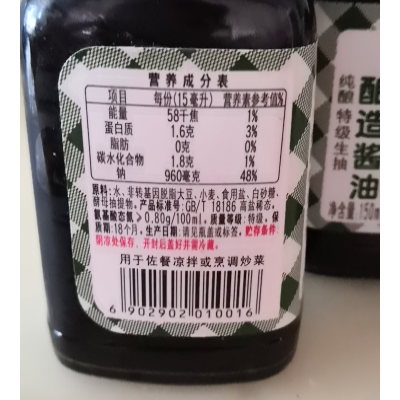 营养成分表
项目 每份(15毫升) 营养素参考值%
能量 58千焦 1%
蛋白质 1.6克 3%
脂肪 0克 0%
碳水化合物 1.8克 1%
钠 960毫克 48%
原料:水、非转基因脱脂大豆、小麦、食用盐、白砂糖、
酵母抽提物。产品标准号:GB/T 18186 高盐稀态。
氨基酸态氮≥0.80g/100ml。质量等级:特级。保
质期:18个月。生产日期:请见瓶盖或标签。贮存条件:
阴凉处保存,开封后盖好并需冷藏。
用于佐餐凉拌或烹调炒菜
6 902902 010016
酿造酱油
纯酿特级生抽
净含量:150m